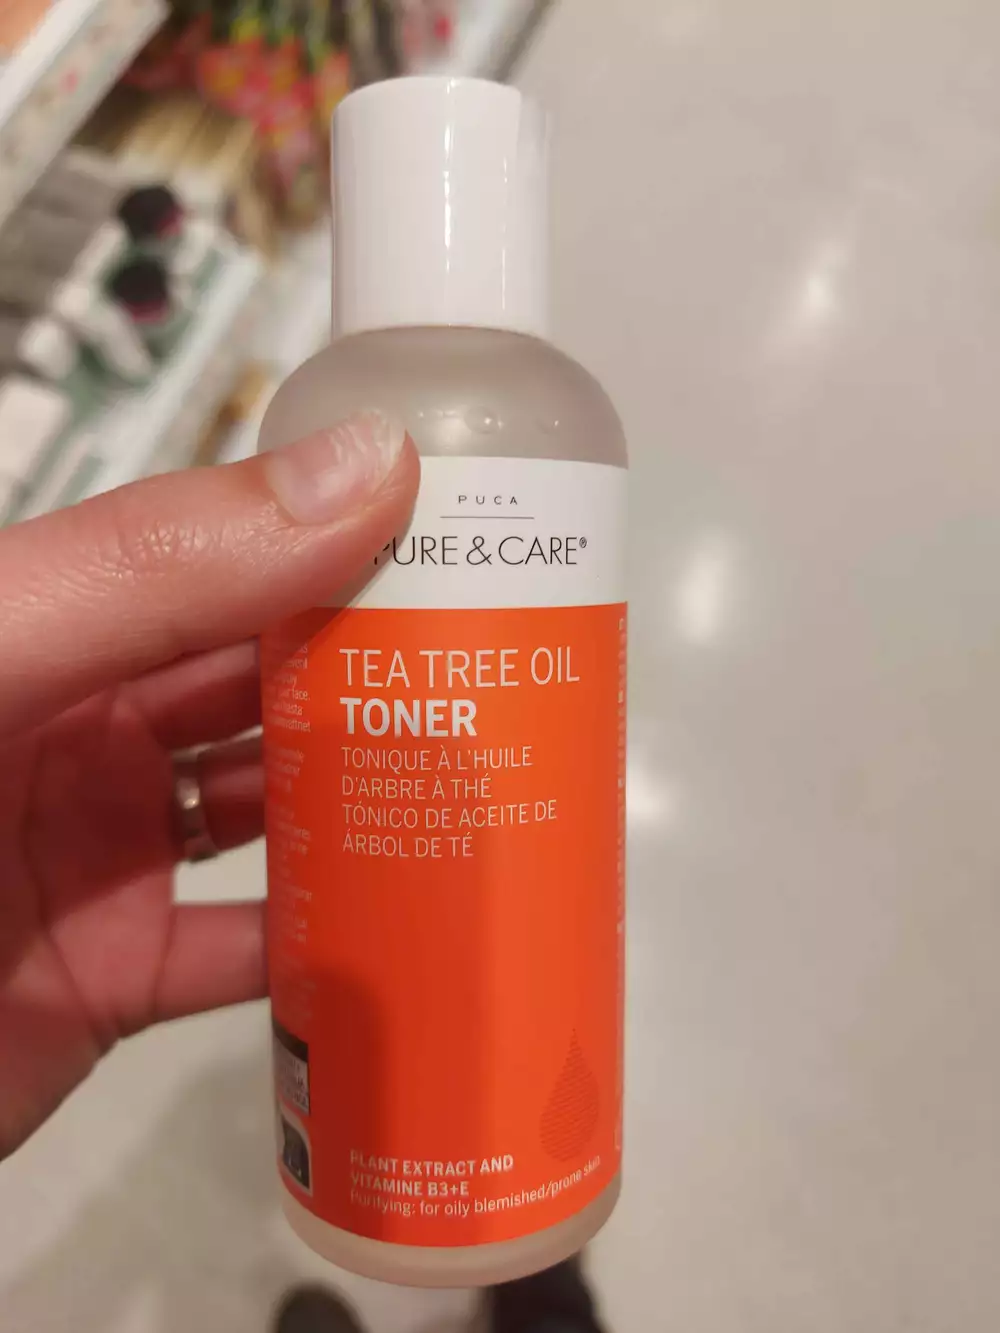 PUCA
PURE & CARE®
TEA TREE OIL
TONER
TONIQUE À L'HUILE
D'ARBRE À THÉ
TÓNICO DE ACEITE DE
ÁRBOL DE TÉ
PLANT EXTRACT AND
VITAMINE B3+E
Purifying: for oily blemished/prone skin